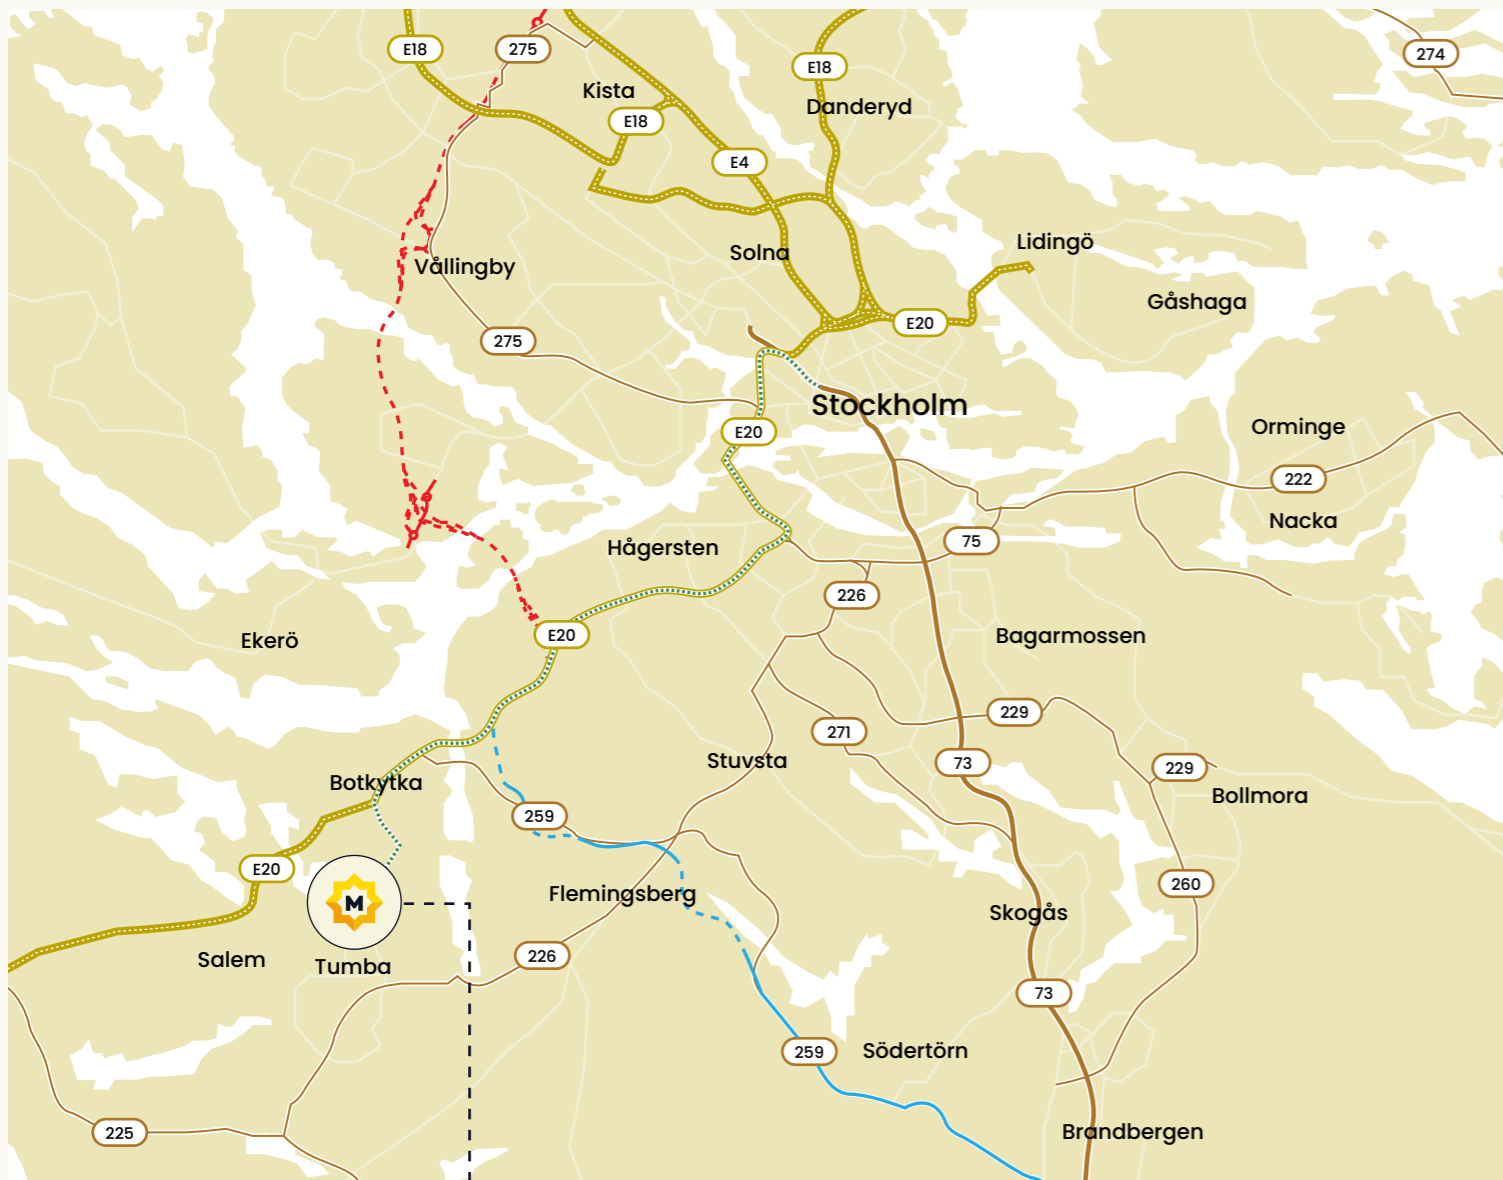 E18
275
274
E18
Kista
Danderyd
E18
E4
Lidingö
Solna
Vållingby
Gåshaga
E20
275
Stockholm
Orminge
E20
222
Nacka
75
Hågersten
226
E20
Bagarmossen
Ekerö
229
271
Stuvsta
73
229
Botkytka
Bollmora
259
E20
260
Flemingsberg
M
Skogås
226
Salem
Tumba
73
259
Södertörn
225
Brandbergen